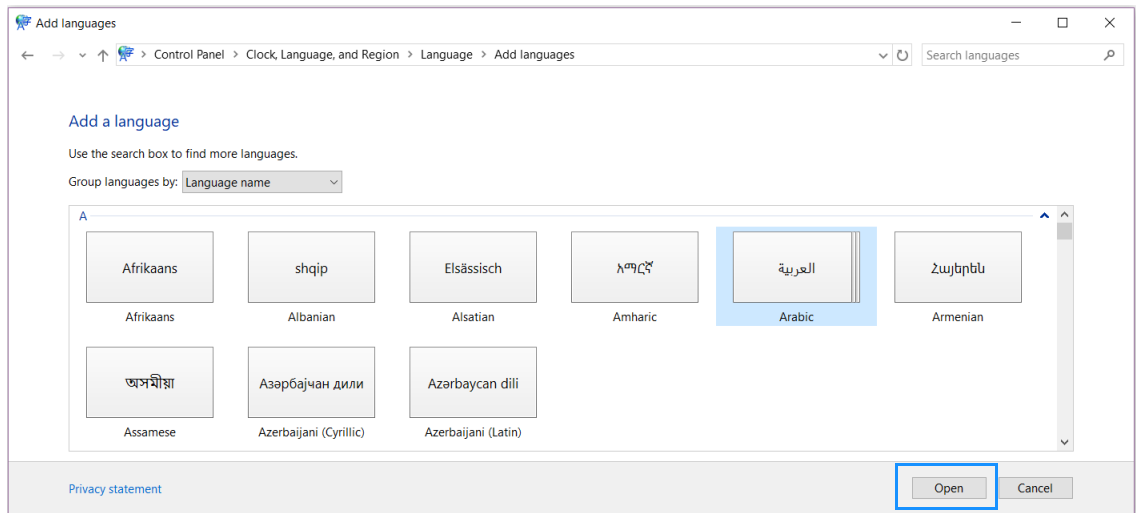 Add languages
Control Panel > Clock, Language, and Region > Language > Add languages
Search languages
Add a language
Use the search box to find more languages.
Group languages by: Language name
A
Afrikaans shqip Elsässisch አማርኛ العربية Հայերեն
Afrikaans Albanian Alsatian Amharic Arabic Armenian
অসমীয়া Азәрбајҹан дили Azərbaycan dili
Assamese Azerbaijani (Cyrillic) Azerbaijani (Latin)
Privacy statement Open Cancel